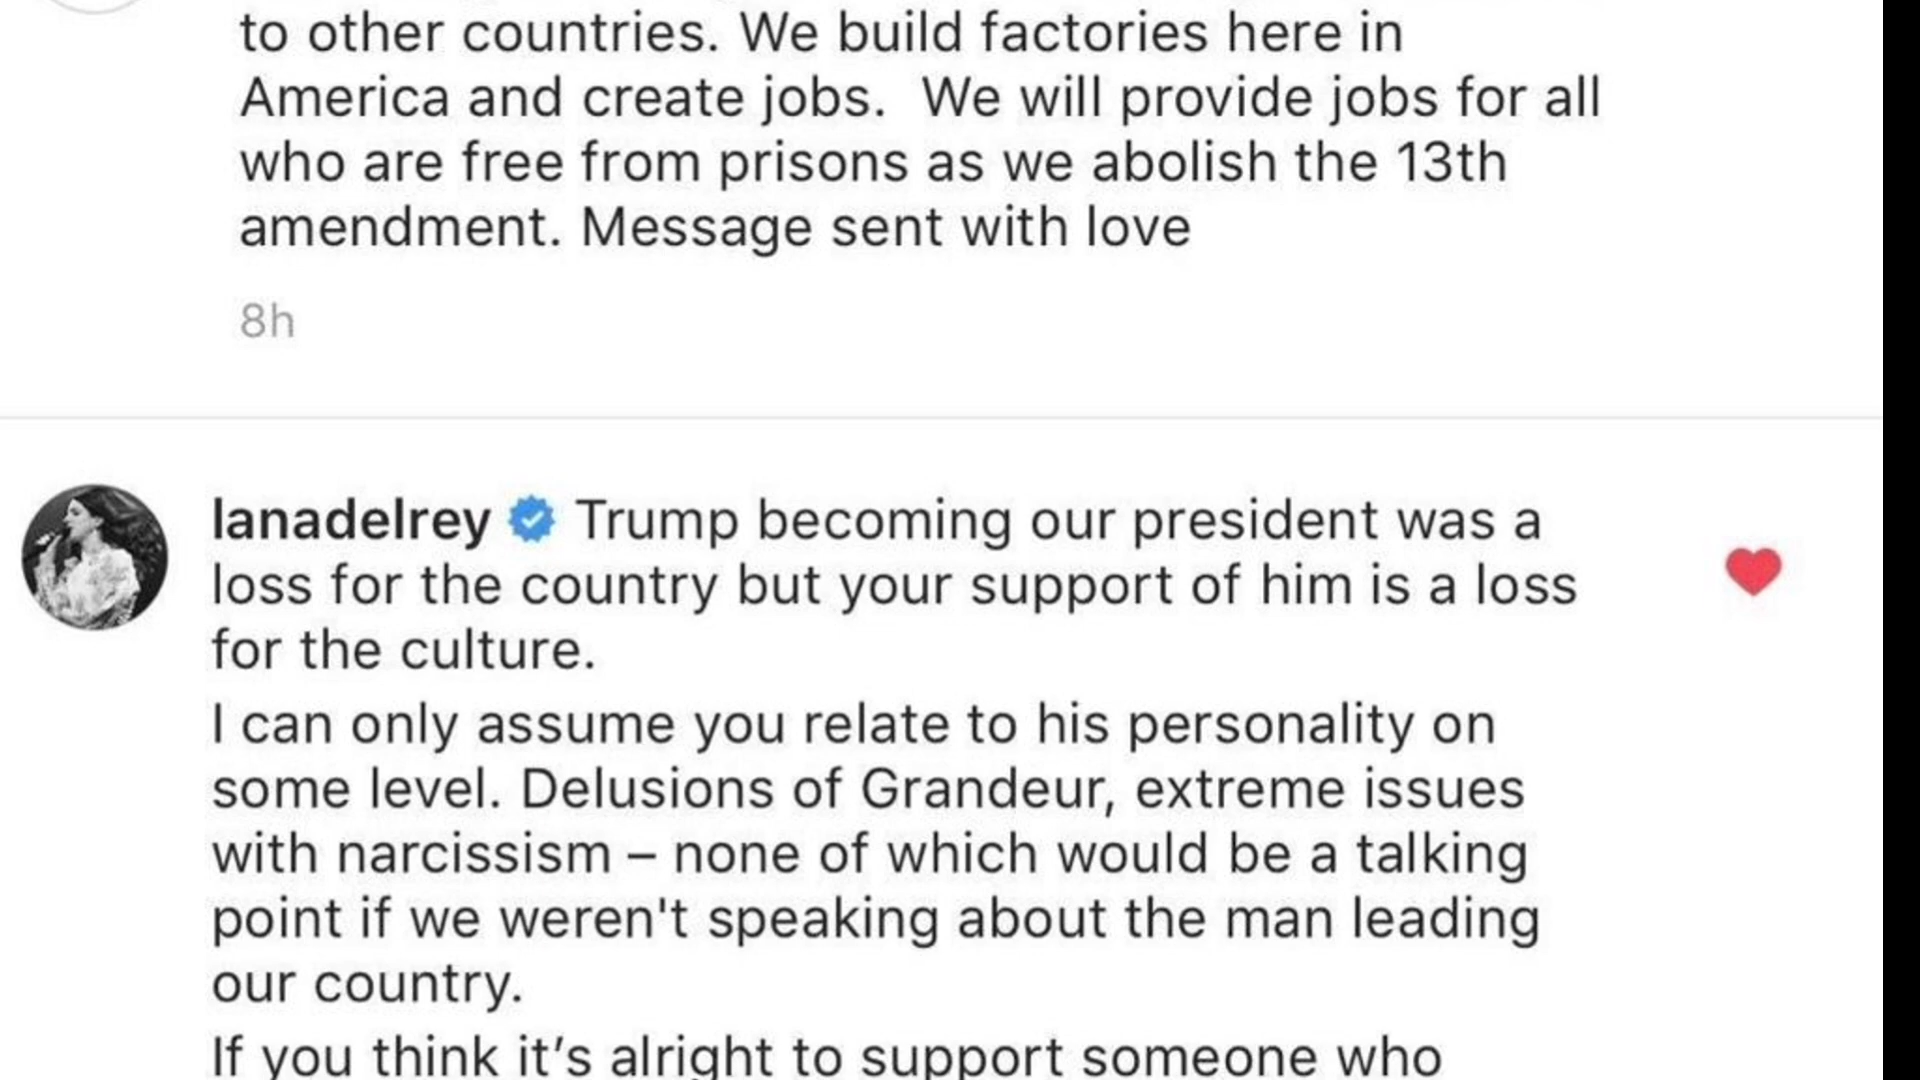 to other countries. We build factories here in
America and create jobs.  We will provide jobs for all
who are free from prisons as we abolish the 13th
amendment. Message sent with love
8h
lanadelrey Trump becoming our president was a
loss for the country but your support of him is a loss
for the culture.
I can only assume you relate to his personality on
some level. Delusions of Grandeur, extreme issues
with narcissism – none of which would be a talking
point if we weren't speaking about the man leading
our country.
If you think it’s alright to support someone who